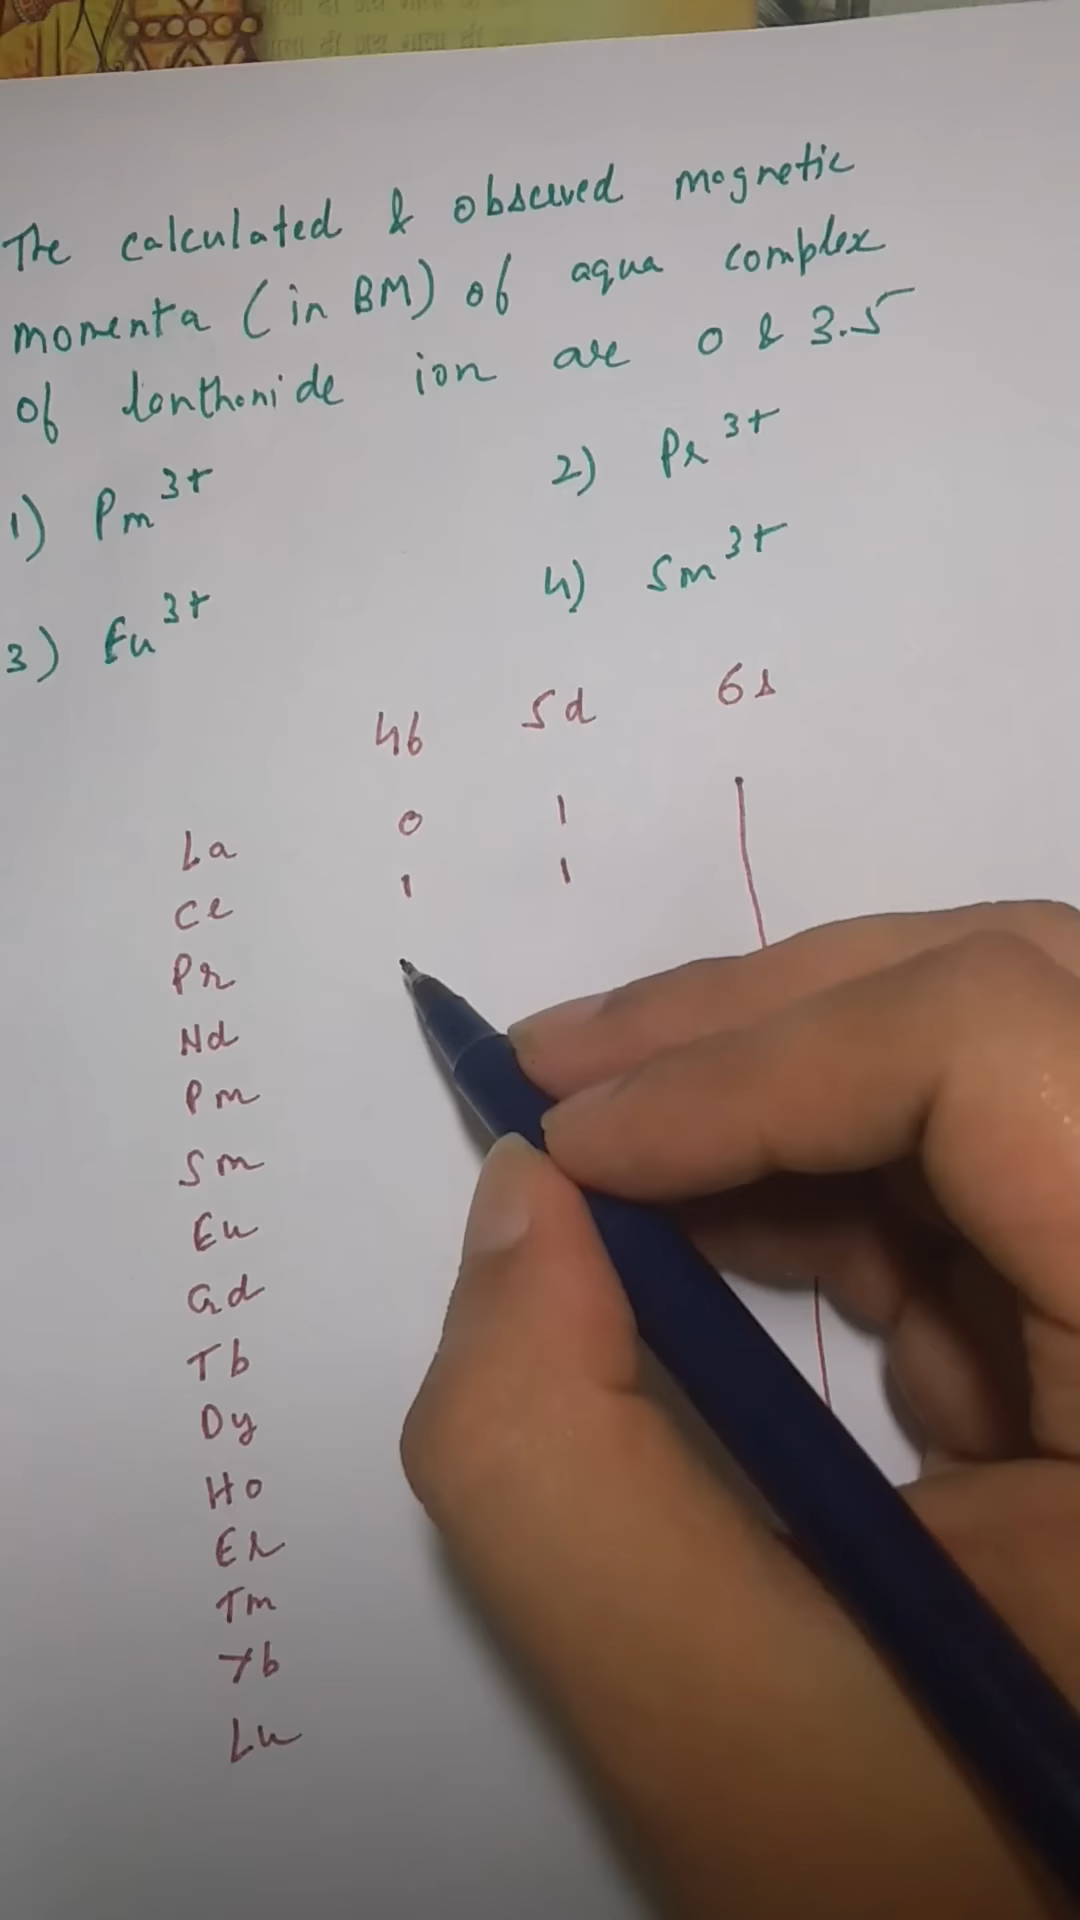 The calculated & observed magnetic
momenta (in BM) of aqua complex
of lanthanide ion are 0 & 3.5
1) Pm³⁺ 2) Pr³⁺
3) Eu³⁺ 4) Sm³⁺
4f 5d 6s
La 0 1
Ce 1 1
Pr
Nd
Pm
Sm
Eu
Gd
Tb
Dy
Ho
Er
Tm
Yb
Lu